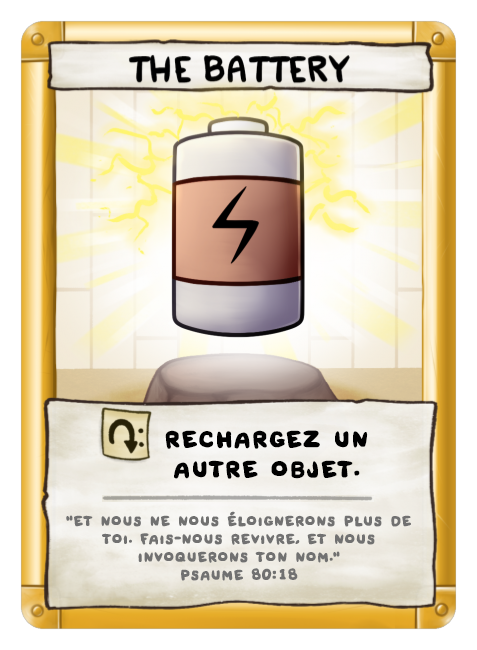 THE BATTERY
RECHARGEZ UN
AUTRE OBJET.
"ET NOUS NE NOUS ÉLOIGNERONS PLUS DE
TOI. FAIS-NOUS REVIVRE, ET NOUS
INVOQUERONS TON NOM."
PSAUME 80:18